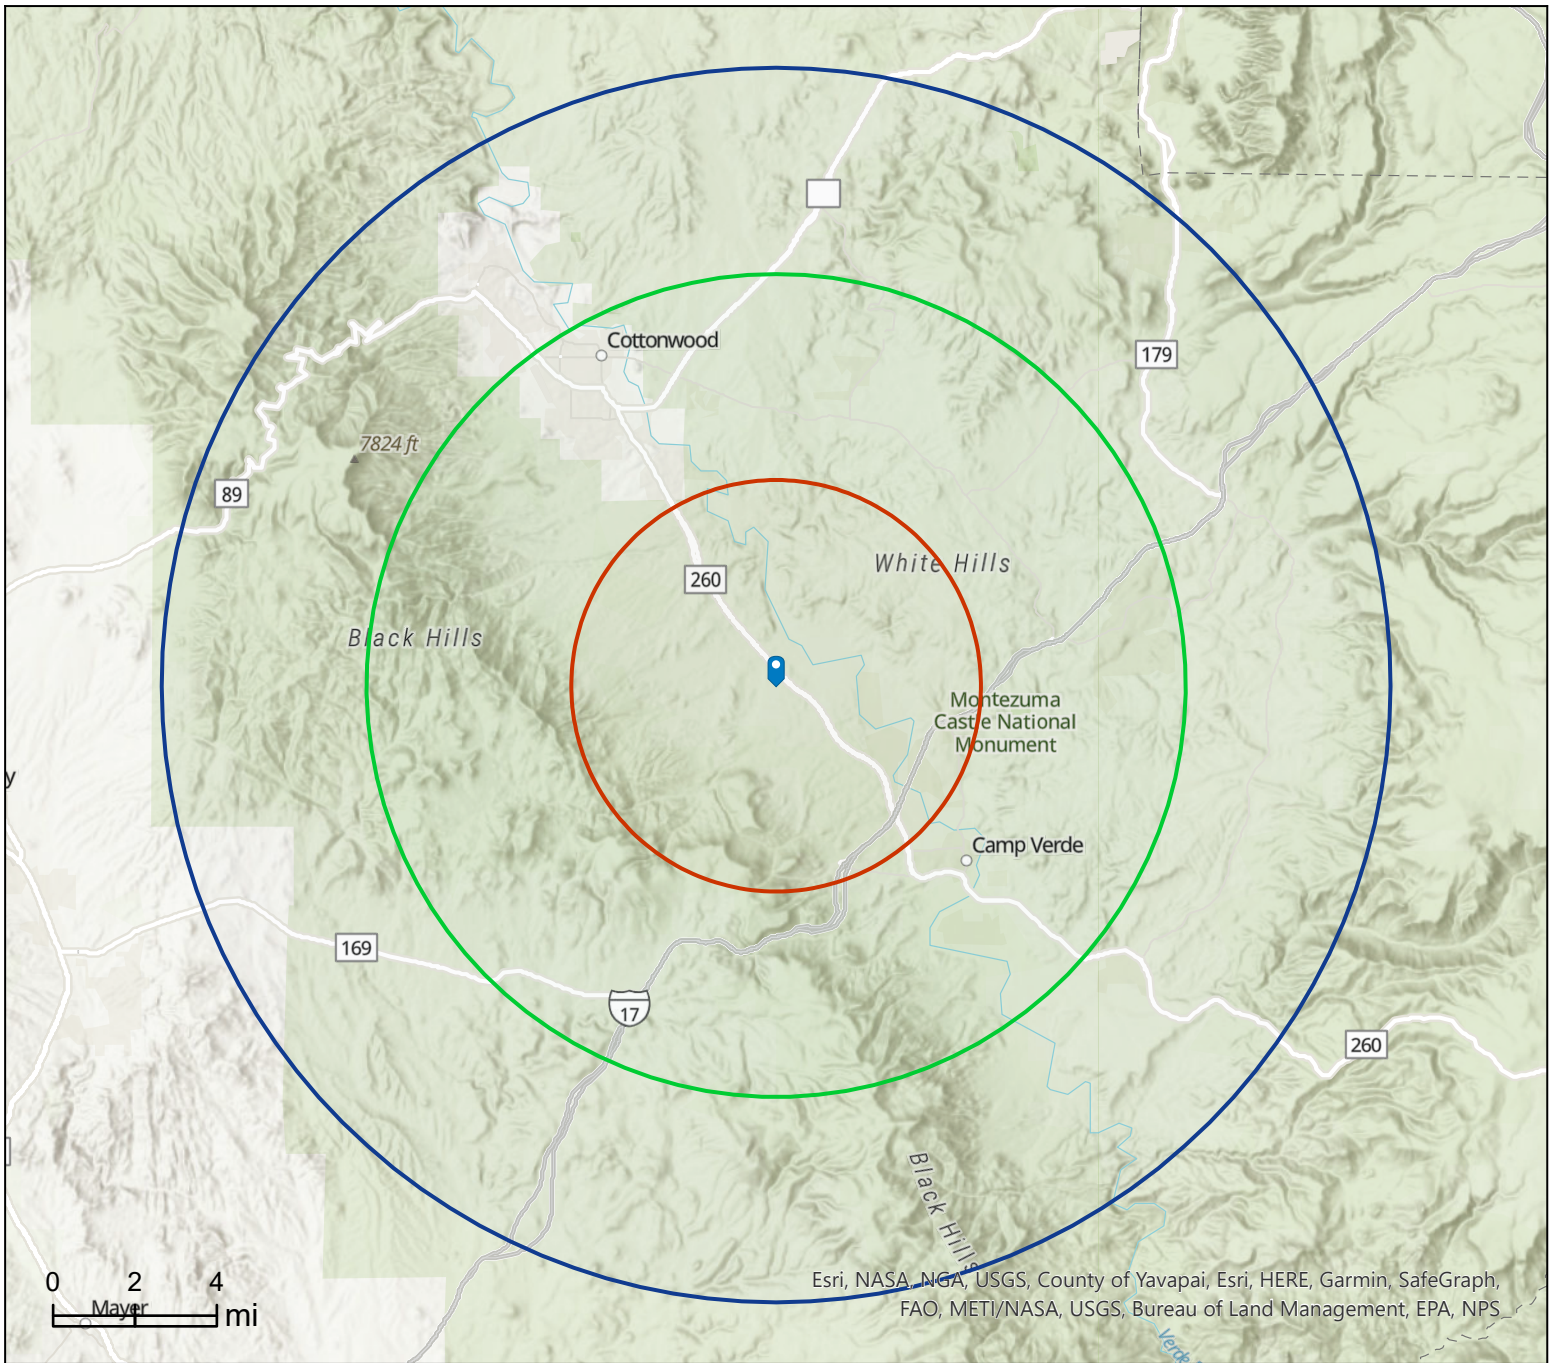 Cottonwood
179
7824 ft
89
White Hills
260
Black Hills
Montezuma
Castle National
Monument
y
Camp Verde
169
17
260
Black Hills
0 2 4
mi
Mayer
Esri, NASA, NGA, USGS, County of Yavapai, Esri, HERE, Garmin, SafeGraph,
FAO, METI/NASA, USGS, Bureau of Land Management, EPA, NPS
Verde